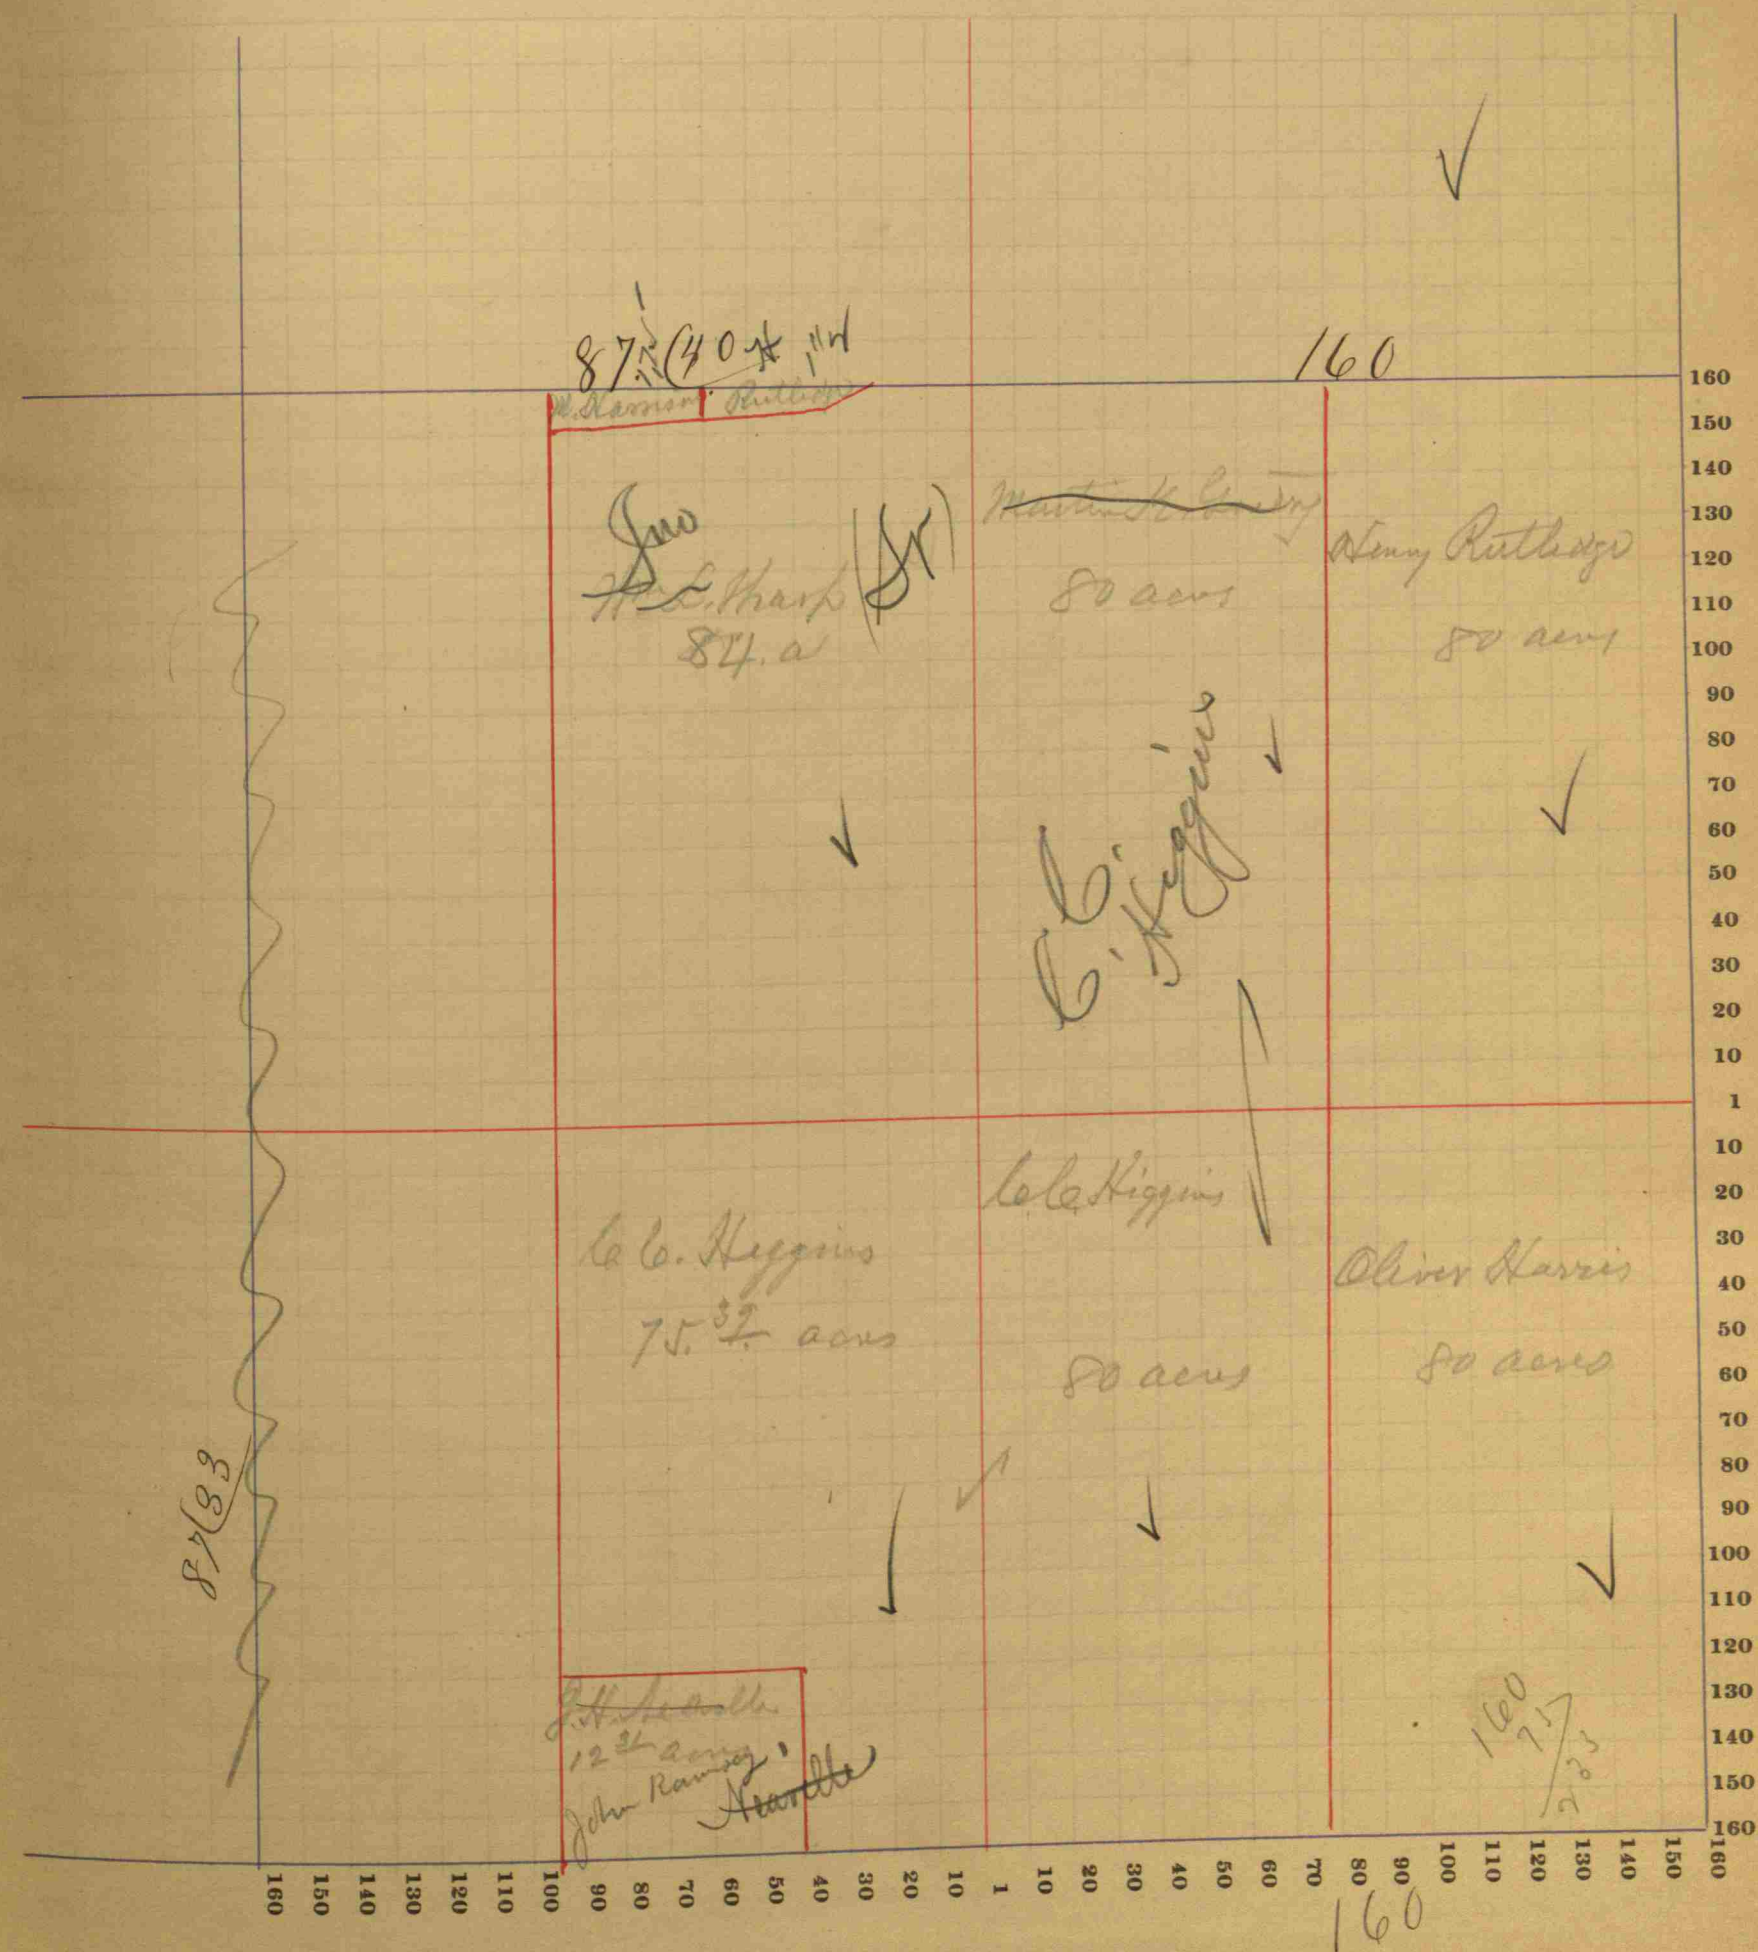 87 (40
160
Rutledge
Jno
L. Sharp (Sr)
84. a
Martin K.
80 acres
Henry Rutledge
80 acres
C. C. Higgins
C C. Higgins
75. 39 acres
C C Higgins
80 acres
Oliver Harris
80 acres
87(83
J. H. Neaville
12 acres
John Ramsey
Neaville
160
75
160
160
150
140
130
120
110
100
90
80
70
60
50
40
30
20
10
1
10
20
30
40
50
60
70
80
90
100
110
120
130
140
150
160
160 150 140 130 120 110 100 90 80 70 60 50 40 30 20 10 1 10 20 30 40 50 60 70 80 90 100 110 120 130 140 150 160